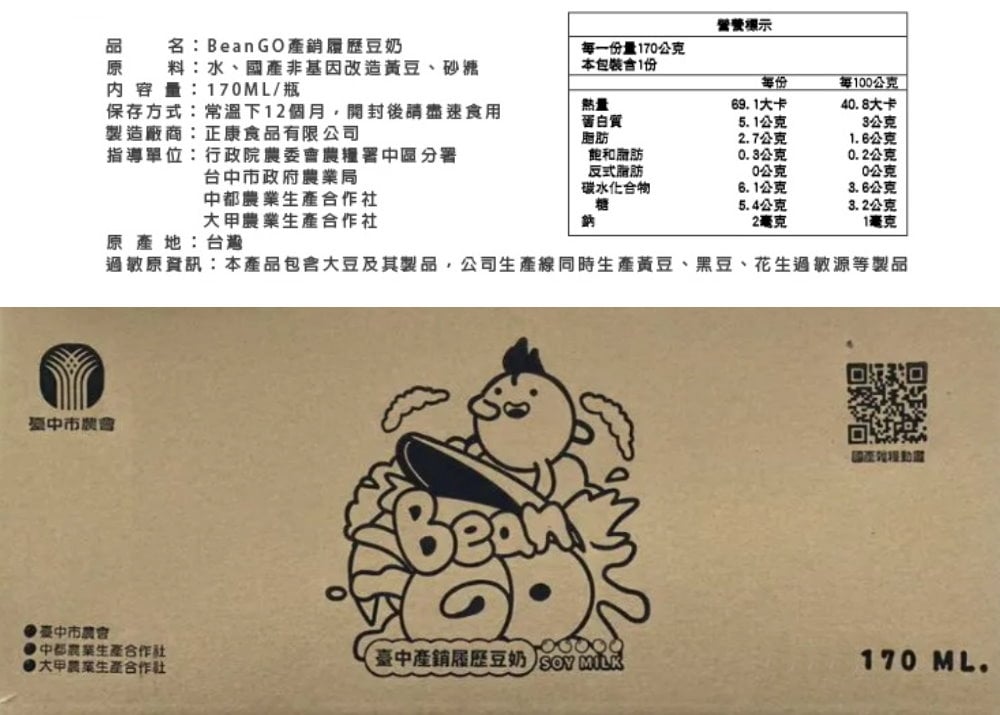 品　　名：BeanGO產銷履歷豆奶
原　　料：水、國產非基因改造黃豆、砂糖
內 容 量：170ML/瓶
保存方式：常溫下12個月，開封後請盡速食用
製造廠商：正康食品有限公司
指導單位：行政院農委會農糧署中區分署
台中市政府農業局
中都農業生產合作社
大甲農業生產合作社
原 產 地：台灣
過敏原資訊：本產品包含大豆及其製品，公司生產線同時生產黃豆、黑豆、花生過敏源等製品
營養標示
每一份量170公克
本包裝含1份
每份 每100公克
熱量 69.1大卡 40.8大卡
蛋白質 5.1公克 3公克
脂肪 2.7公克 1.6公克
飽和脂肪 0.3公克 0.2公克
反式脂肪 0公克 0公克
碳水化合物 6.1公克 3.6公克
糖 5.4公克 3.2公克
鈉 2毫克 1毫克
臺中市農會
國產雜糧動畫
Bean
GO
臺中產銷履歷豆奶 SOY MILK
●臺中市農會
●中都農業生產合作社
●大甲農業生產合作社
170 ML.